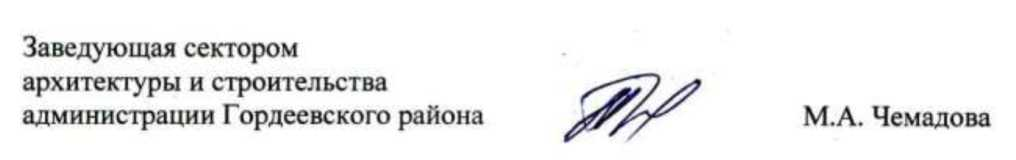 Заведующая сектором
архитектуры и строительства
администрации Гордеевского района
М.А. Чемадова